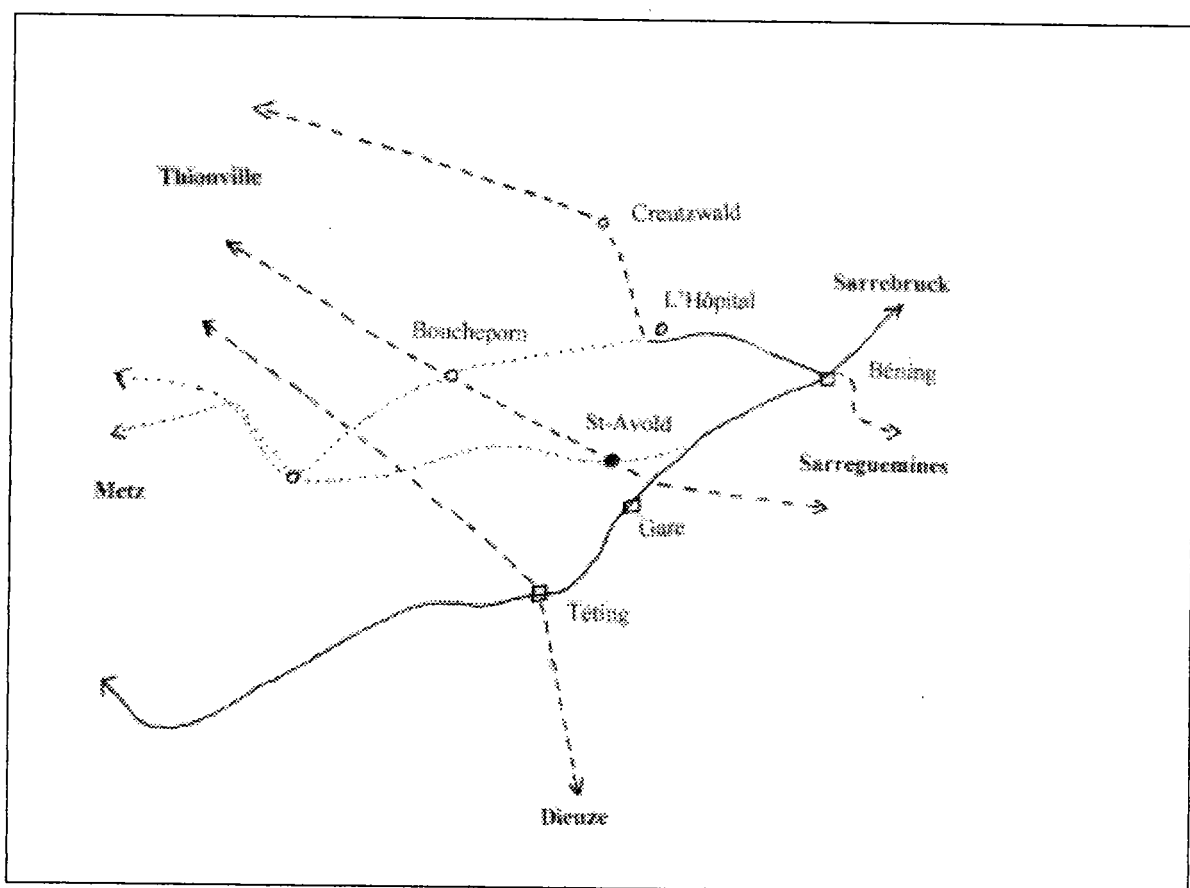 Thionville
Creutzwald
Sarrebruck
L'Hôpital
Boucheporn
Béning
St-Avold
Sarreguemines
Metz
Gare
Téting
Dieuze